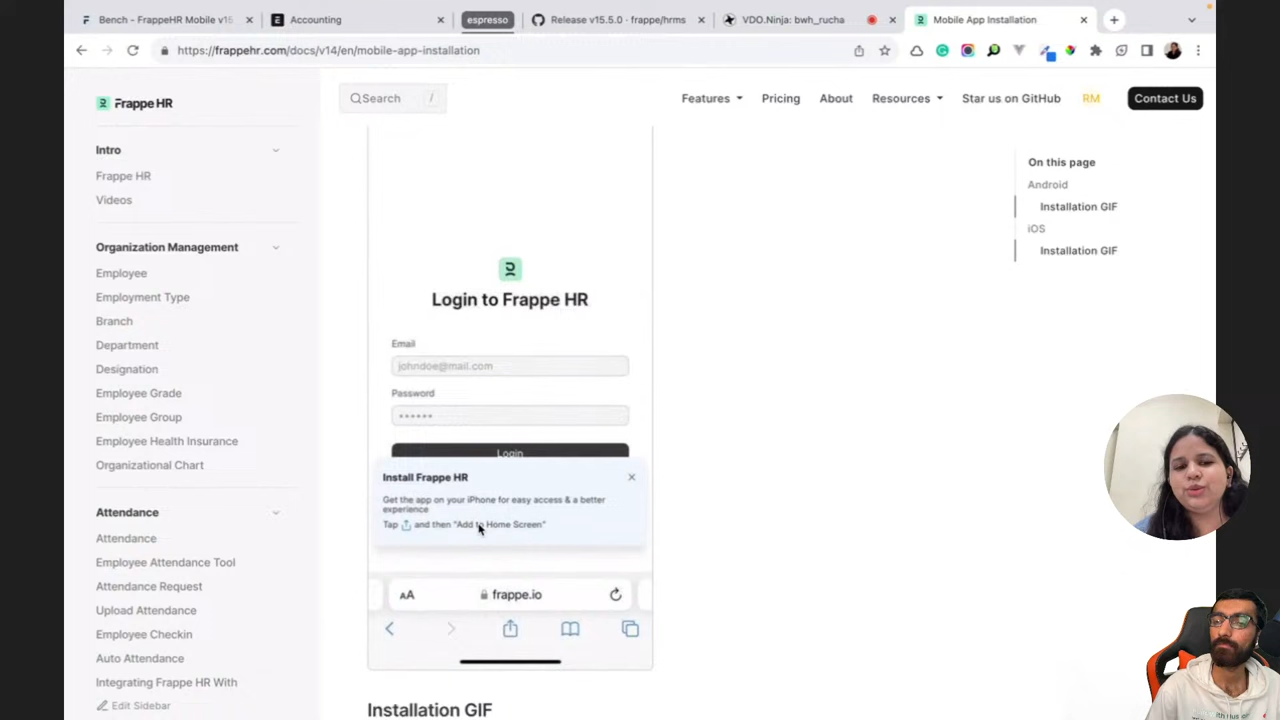 Bench - FrappeHR Mobile v15
Accounting
espresso
Release v15.5.0 · frappe/hrms
VDO.Ninja: bwh_rucha
Mobile App Installation
https://frappehr.com/docs/v14/en/mobile-app-installation
Frappe HR
Search /
Features
Pricing
About
Resources
Star us on GitHub
RM
Contact Us
Intro
Frappe HR
Videos
Organization Management
Employee
Employment Type
Branch
Department
Designation
Employee Grade
Employee Group
Employee Health Insurance
Organizational Chart
Attendance
Attendance
Employee Attendance Tool
Attendance Request
Upload Attendance
Employee Checkin
Auto Attendance
Integrating Frappe HR With
Edit Sidebar
Login to Frappe HR
Email
johndoe@mail.com
Password
••••••
Login
Install Frappe HR
Get the app on your iPhone for easy access & a better
experience
Tap and then "Add to Home Screen"
AA
frappe.io
Installation GIF
On this page
Android
Installation GIF
iOS
Installation GIF